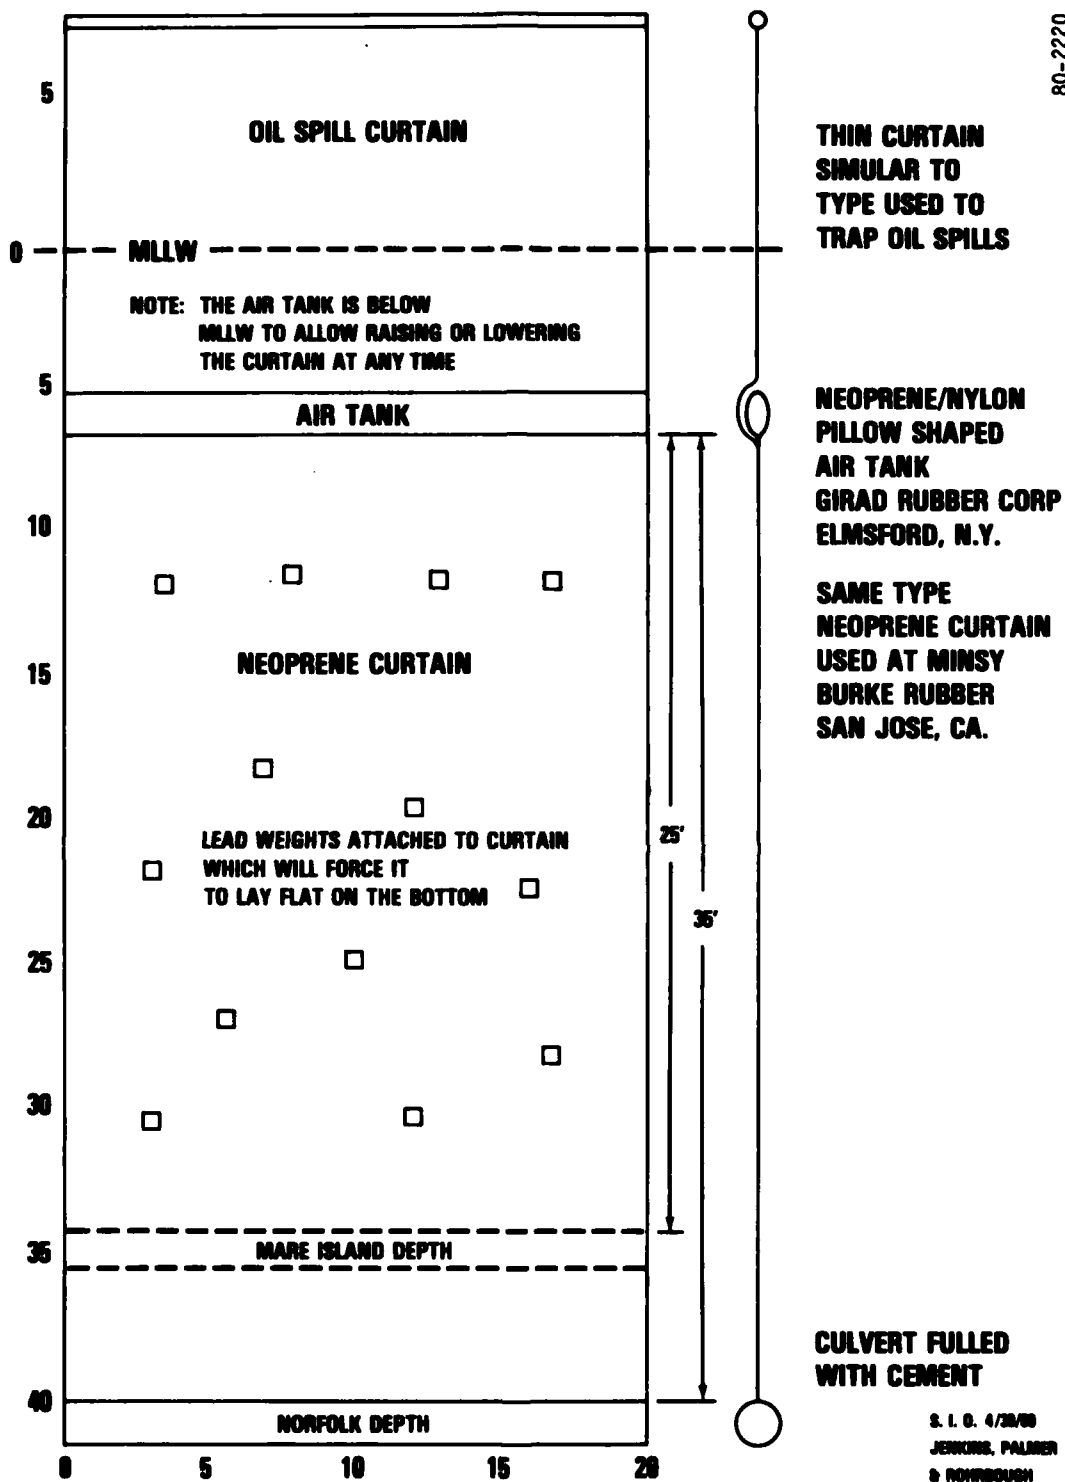 80-2220
5
OIL SPILL CURTAIN
THIN CURTAIN
SIMULAR TO
TYPE USED TO
TRAP OIL SPILLS
0
MLLW
NOTE: THE AIR TANK IS BELOW
MLLW TO ALLOW RAISING OR LOWERING
THE CURTAIN AT ANY TIME
5
AIR TANK
NEOPRENE/NYLON
PILLOW SHAPED
AIR TANK
GIRAD RUBBER CORP
ELMSFORD, N.Y.
10
SAME TYPE
NEOPRENE CURTAIN
USED AT MINSY
BURKE RUBBER
SAN JOSE, CA.
NEOPRENE CURTAIN
15
20
LEAD WEIGHTS ATTACHED TO CURTAIN
WHICH WILL FORCE IT
TO LAY FLAT ON THE BOTTOM
25'
35'
25
30
35
MARE ISLAND DEPTH
CULVERT FULLED
WITH CEMENT
40
NORFOLK DEPTH
0 5 10 15 20
S. I. O.
JENKINS, PALMER
& ROHRBOUGH